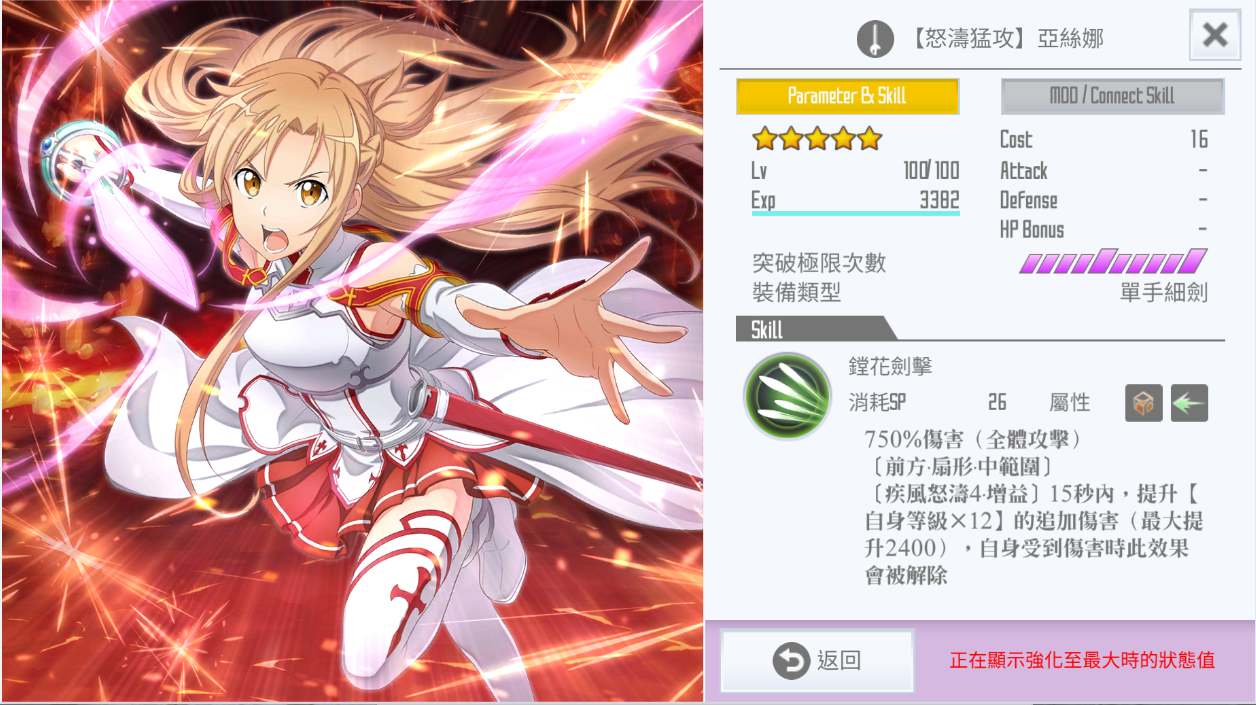 【怒濤猛攻】亞絲娜
Parameter & Skill
MOD / Connect Skill
Lv 100/100
Exp 3382
Cost 16
Attack -
Defense -
HP Bonus -
突破極限次數
裝備類型 單手細劍
Skill
鏜花劍擊
消耗SP 26 屬性
750%傷害（全體攻擊）
〔前方·扇形·中範圍〕
〔疾風怒濤4·增益〕15秒內，提升【
自身等級×12】的追加傷害（最大提
升2400），自身受到傷害時此效果
會被解除
返回
正在顯示強化至最大時的狀態值